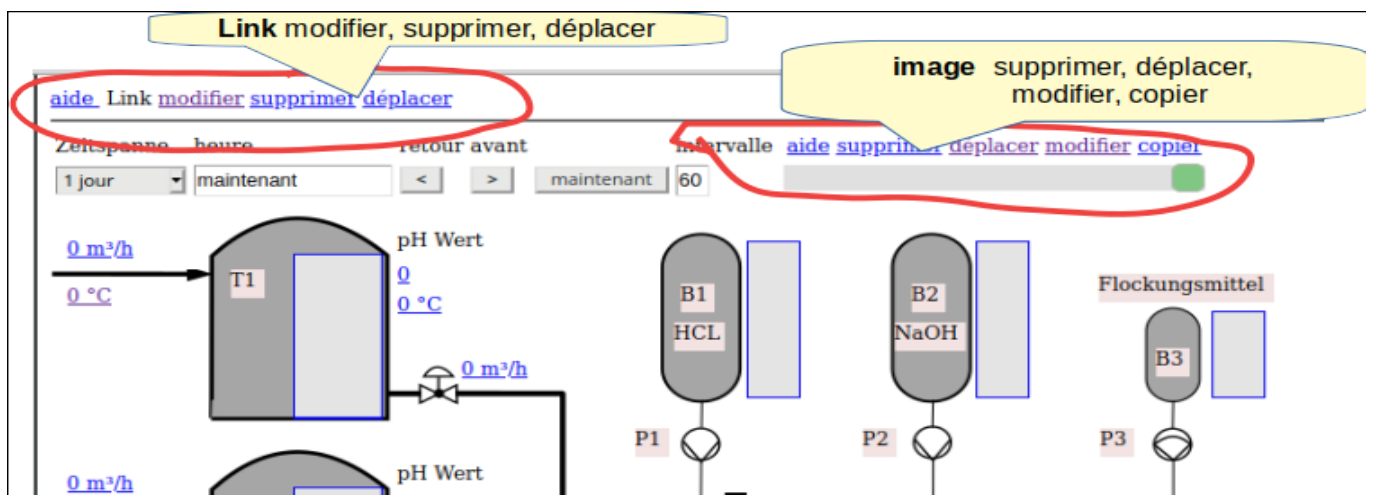 Link modifier, supprimer, déplacer
image supprimer, déplacer,
modifier, copier
aide Link modifier supprimer déplacer
Zeitspanne heure retour avant intervalle aide supprimer déplacer modifier copier
1 jour maintenant < > maintenant 60
0 m³/h
0 °C
T1
pH Wert
0
0 °C
0 m³/h
B1
HCL
B2
NaOH
Flockungsmittel
B3
P1
P2
P3
0 m³/h
pH Wert